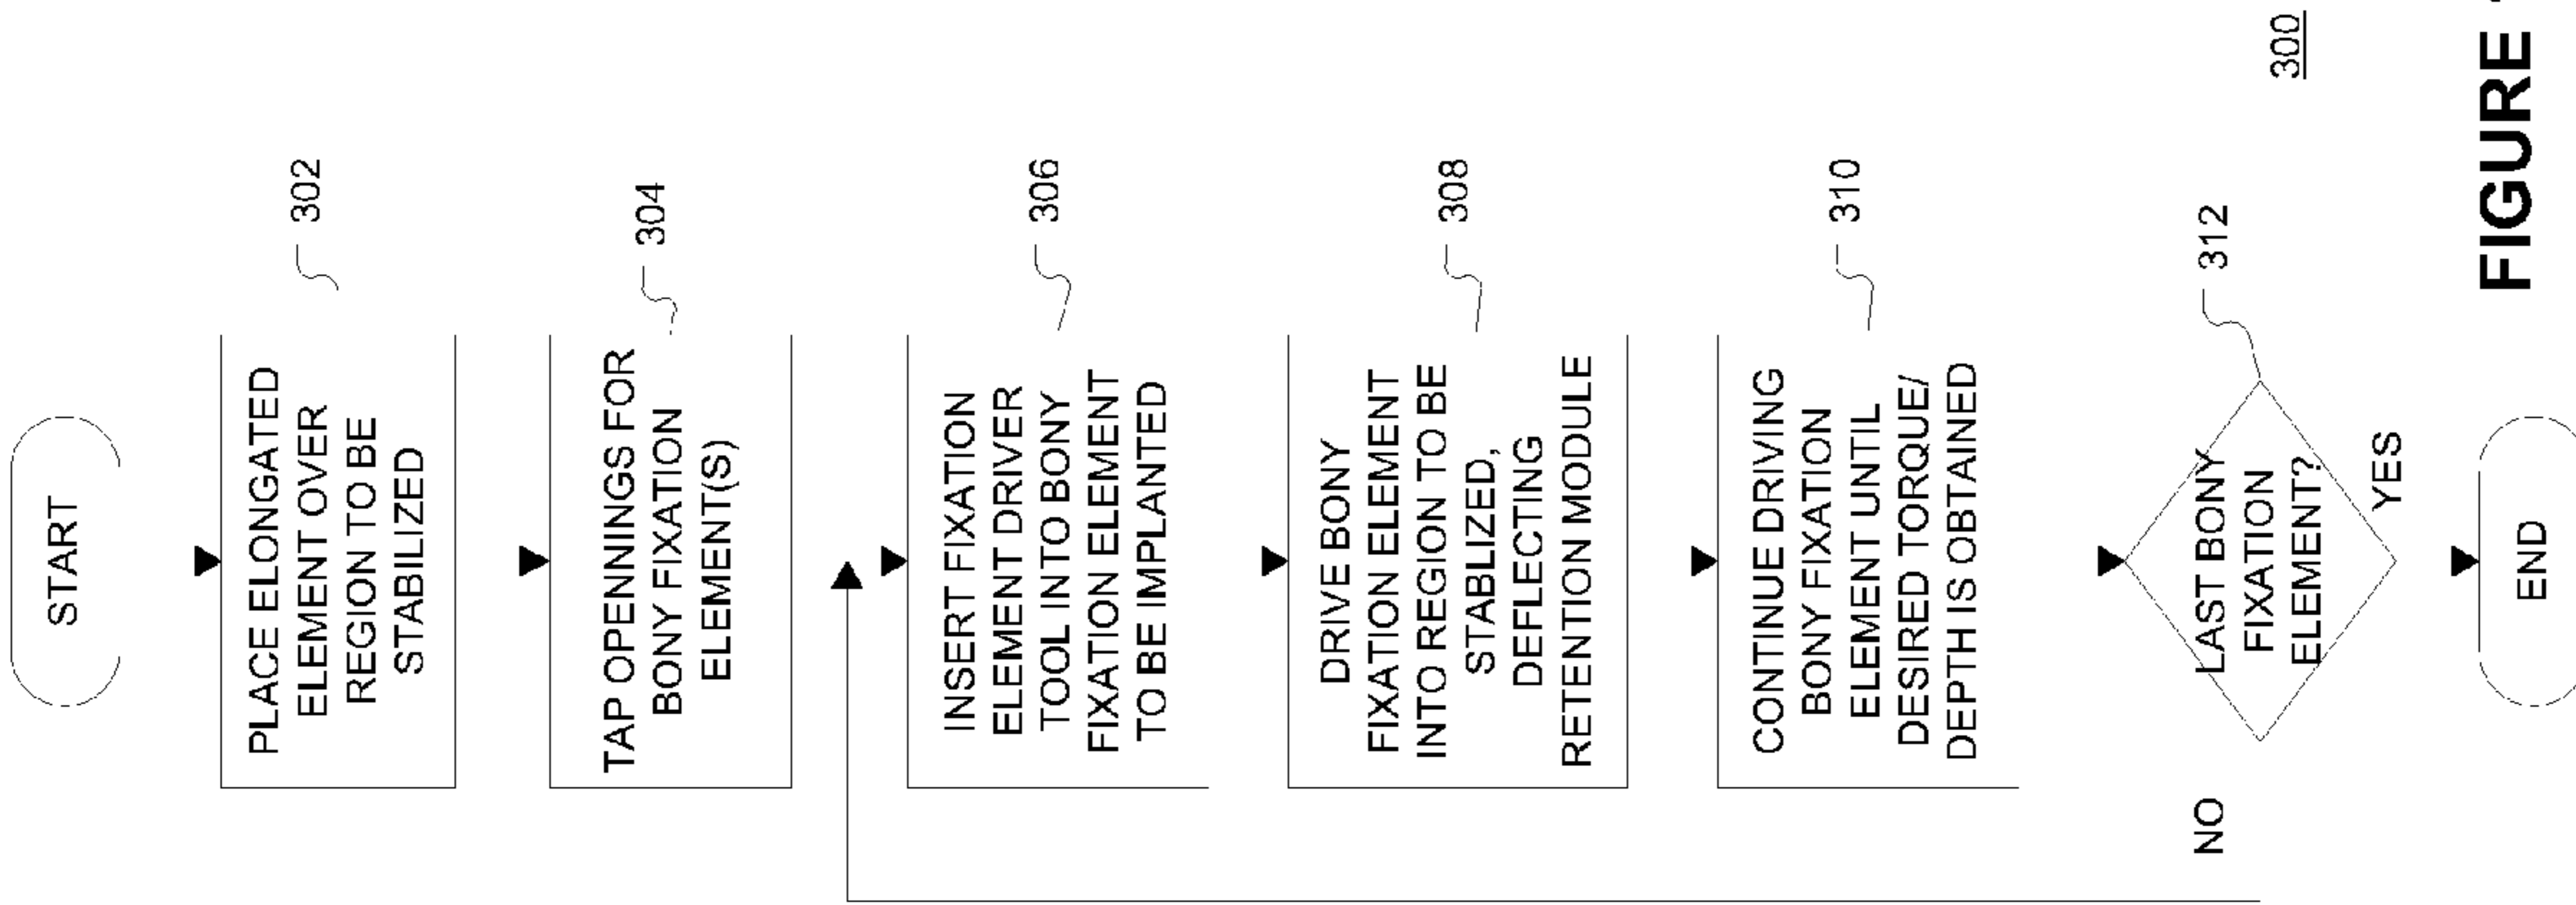 START
PLACE ELONGATED
ELEMENT OVER
REGION TO BE
STABILIZED
302
TAP OPENNINGS FOR
BONY FIXATION
ELEMENT(S)
304
INSERT FIXATION
ELEMENT DRIVER
TOOL INTO BONY
FIXATION ELEMENT
TO BE IMPLANTED
306
DRIVE BONY
FIXATION ELEMENT
INTO REGION TO BE
STABLIZED,
DEFLECTING
RETENTION MODULE
308
CONTINUE DRIVING
BONY FIXATION
ELEMENT UNTIL
DESIRED TORQUE/
DEPTH IS OBTAINED
310
NO
LAST BONY
FIXATION
ELEMENT?
312
YES
END
300
FIGURE